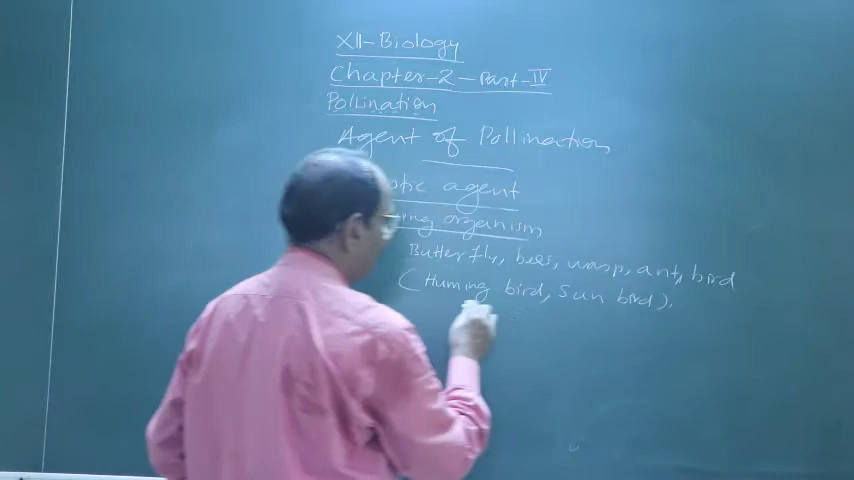 XII-Biology
Chapter-2-Part-IV
Pollination
Agent of Pollination
otic agent
organism
Butterfly, bees, wasp, ant, bird
(Huming bird, Sun bird),